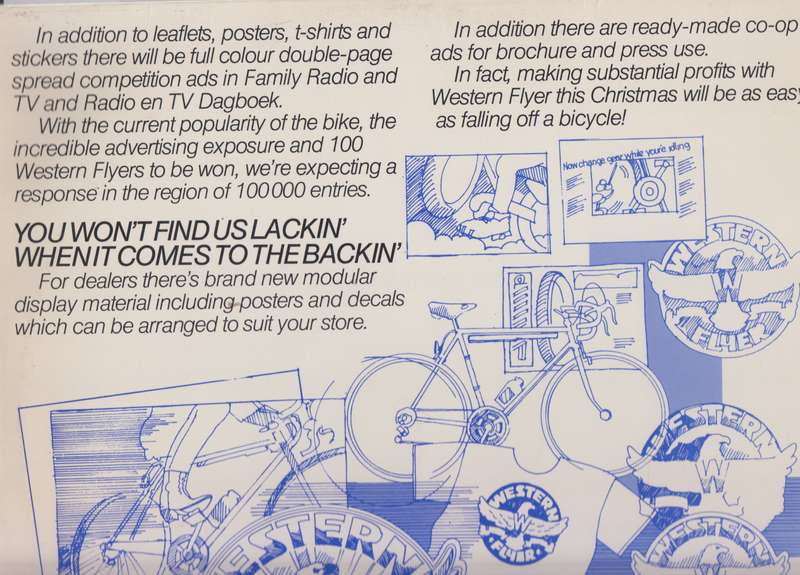 In addition to leaflets, posters, t-shirts and
stickers there will be full colour double-page
spread competition ads in Family Radio and
TV and Radio en TV Dagboek.
With the current popularity of the bike, the
incredible advertising exposure and 100
Western Flyers to be won, we're expecting a
response in the region of 100 000 entries.
YOU WON'T FIND US LACKIN'
WHEN IT COMES TO THE BACKIN'
For dealers there's brand new modular
display material including posters and decals
which can be arranged to suit your store.
In addition there are ready-made co-op
ads for brochure and press use.
In fact, making substantial profits with
Western Flyer this Christmas will be as easy
as falling off a bicycle!
Now change gear while you're idling
WESTERN
W
FLYER
WESTERN
W
WESTERN
W
FLYER
WESTERN
WESTERN